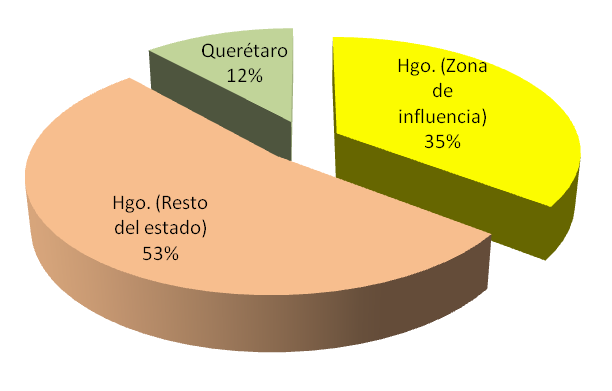 Querétaro
12%
Hgo. (Zona
de
influencia)
35%
Hgo. (Resto
del estado)
53%